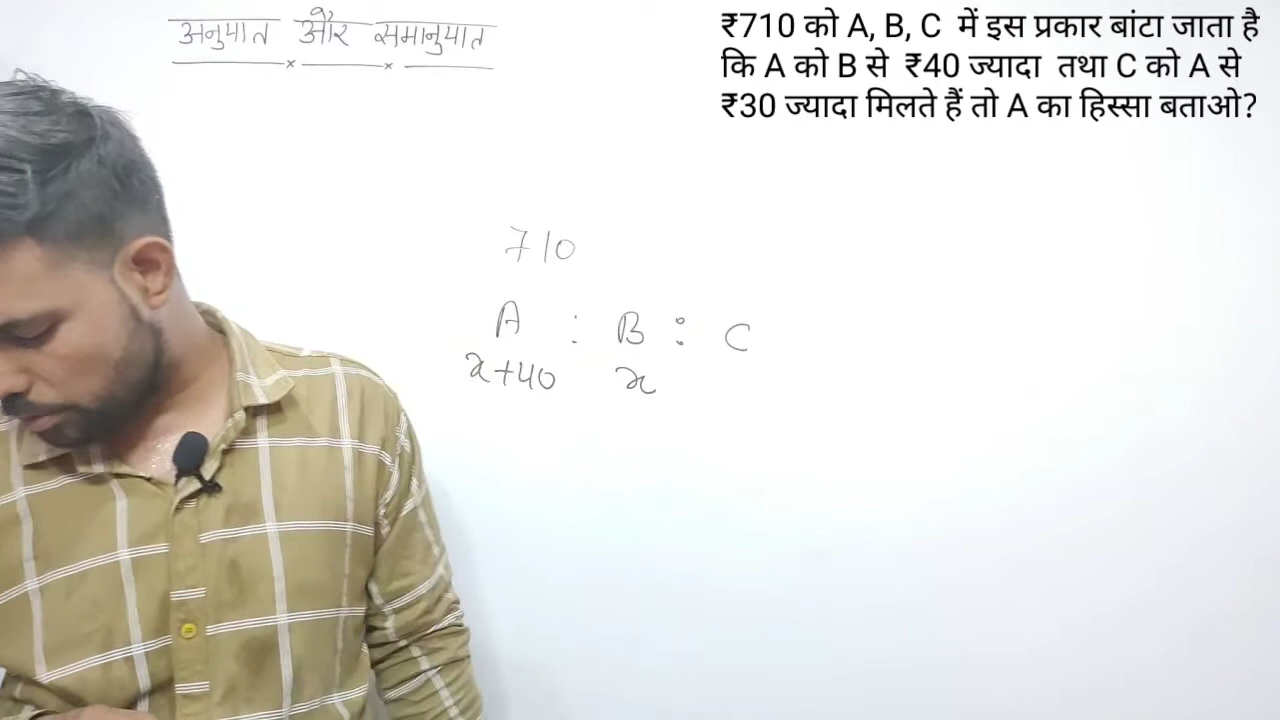 अनुपात और समानुपात
₹710 को A, B, C में इस प्रकार बांटा जाता है
कि A को B से ₹40 ज्यादा तथा C को A से
₹30 ज्यादा मिलते हैं तो A का हिस्सा बताओ?
710
A : B : C
x+40 x